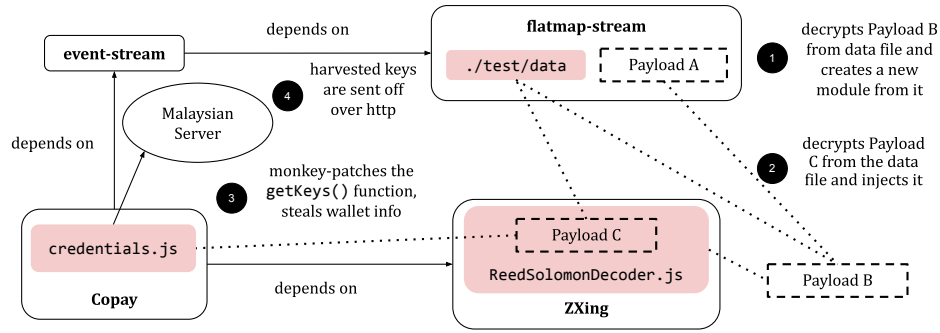 depends on
flatmap-stream
event-stream
./test/data
Payload A
1
decrypts Payload B
from data file and
creates a new
module from it
harvested keys
are sent off
over http
4
Malaysian
Server
depends on
decrypts Payload
C from the data
file and injects it
2
monkey-patches the
getKeys() function,
steals wallet info
3
credentials.js
Copay
depends on
Payload C
ReedSolomonDecoder.js
ZXing
Payload B